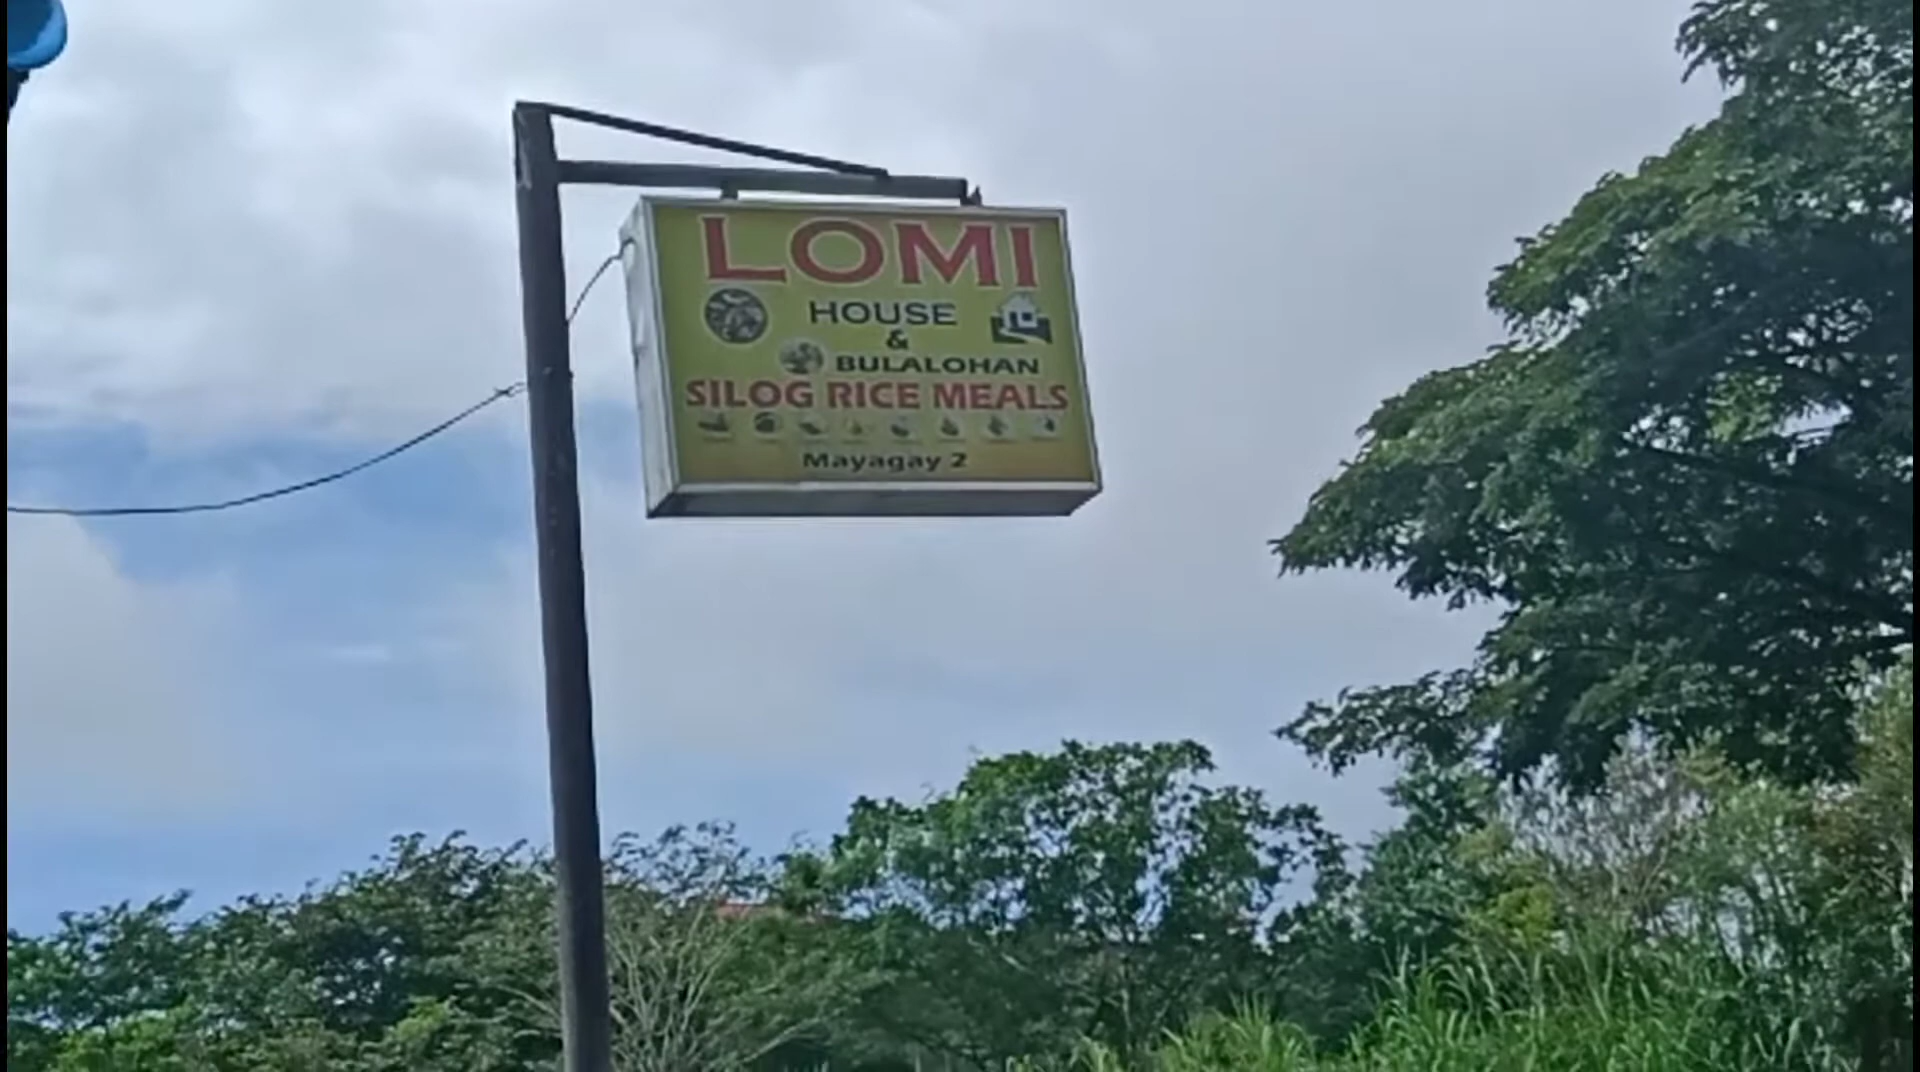 LOMI
HOUSE
&
BULALOHAN
SILOG RICE MEALS
Mayagay 2